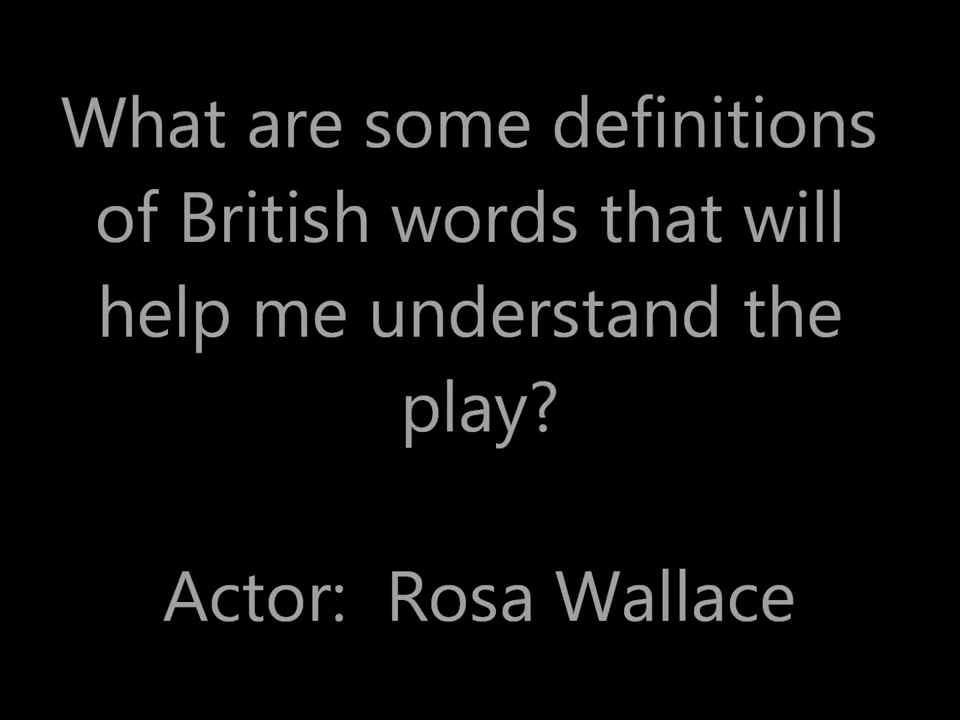 What are some definitions
of British words that will
help me understand the
play?
Actor:  Rosa Wallace